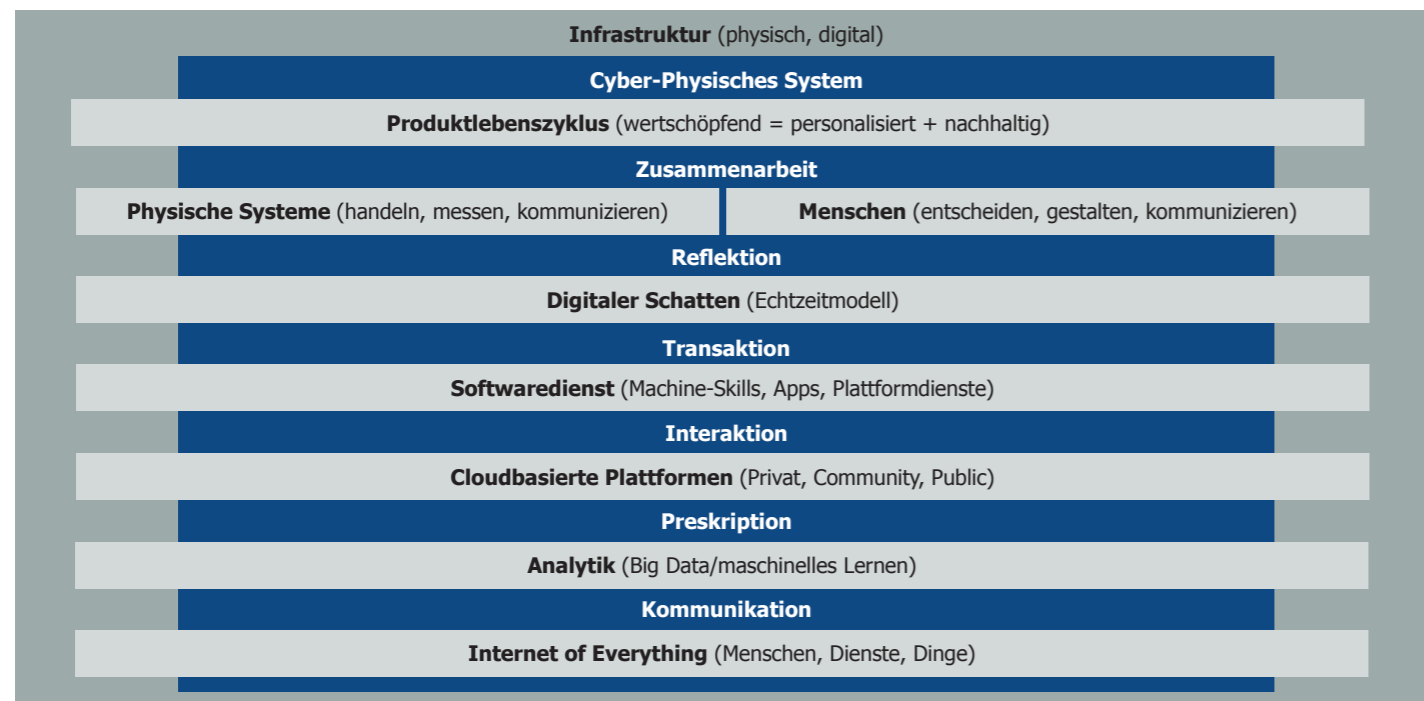 Infrastruktur (physisch, digital)
Cyber-Physisches System
Produktlebenszyklus (wertschöpfend = personalisiert + nachhaltig)
Zusammenarbeit
Physische Systeme (handeln, messen, kommunizieren)
Menschen (entscheiden, gestalten, kommunizieren)
Reflektion
Digitaler Schatten (Echtzeitmodell)
Transaktion
Softwaredienst (Machine-Skills, Apps, Plattformdienste)
Interaktion
Cloudbasierte Plattformen (Privat, Community, Public)
Preskription
Analytik (Big Data/maschinelles Lernen)
Kommunikation
Internet of Everything (Menschen, Dienste, Dinge)